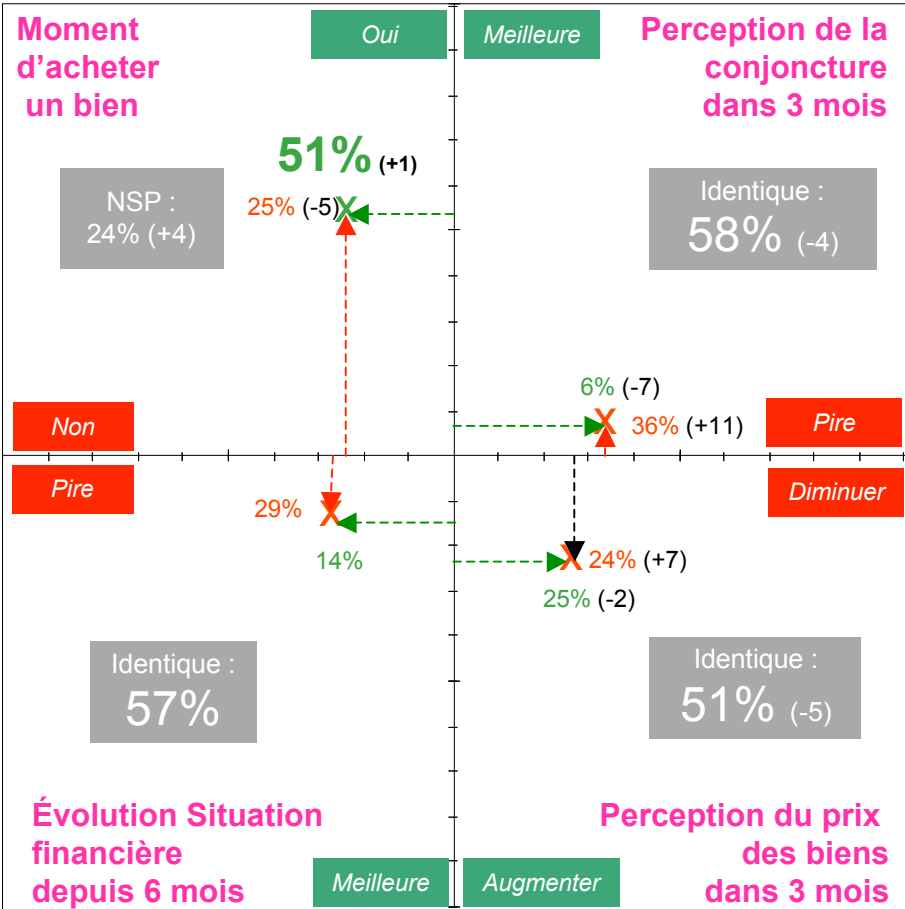 Moment
d'acheter
un bien
Oui
51% (+1)
NSP :
24% (+4)
25% (-5)
X
Non
Meilleure
Perception de la
conjoncture
dans 3 mois
Identique :
58% (-4)
6% (-7)
X
36% (+11)
Pire
Pire
29%
X
14%
Identique :
57%
Évolution Situation
financière
depuis 6 mois
Meilleure
Diminuer
X
24% (+7)
25% (-2)
Identique :
51% (-5)
Perception du prix
des biens
dans 3 mois
Augmenter